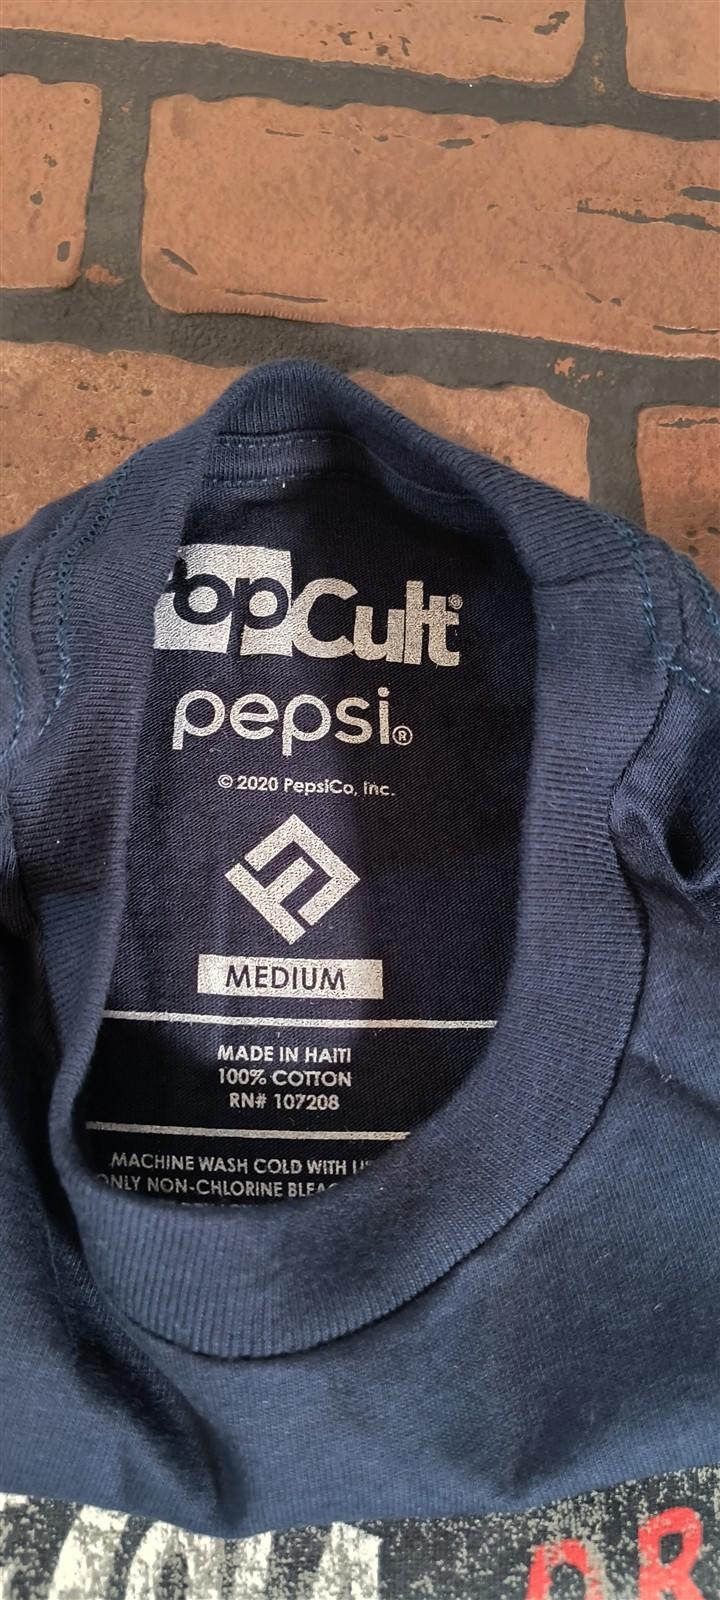 PopCult®
pepsi®
© 2020 PepsiCo, Inc.
MEDIUM
MADE IN HAITI
100% COTTON
RN# 107208
MACHINE WASH COLD WITH
ONLY NON-CHLORINE